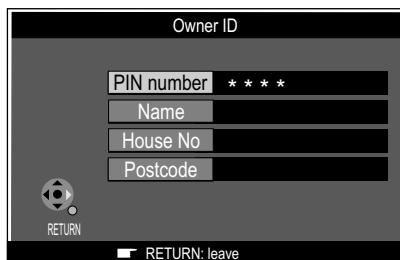 Owner ID
PIN number * * * *
Name
House No
Postcode
RETURN
RETURN: leave